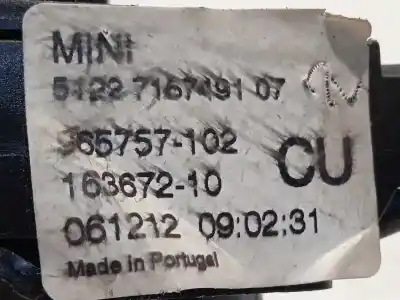 MINI
5122 7167491 07
965757-102
163672-10
CU
061212 09:02:31
Made in Portugal